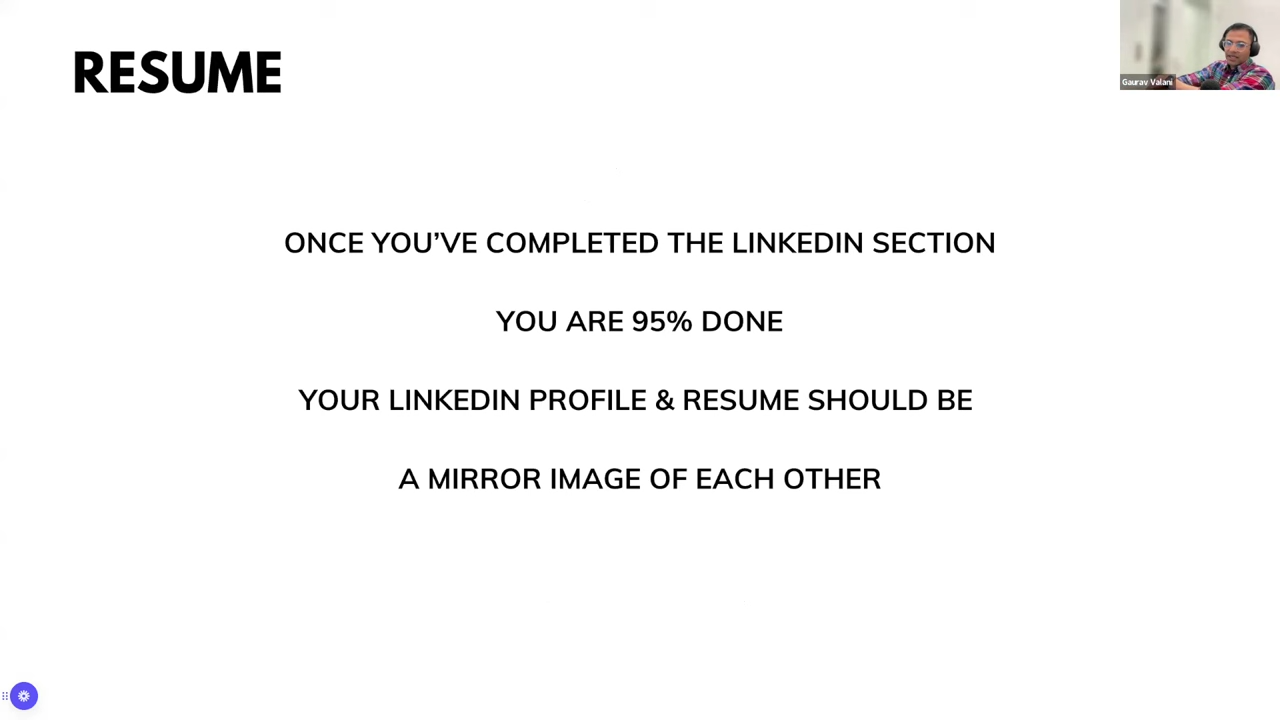 RESUME
Gaurav Valani
ONCE YOU’VE COMPLETED THE LINKEDIN SECTION
YOU ARE 95% DONE
YOUR LINKEDIN PROFILE & RESUME SHOULD BE
A MIRROR IMAGE OF EACH OTHER